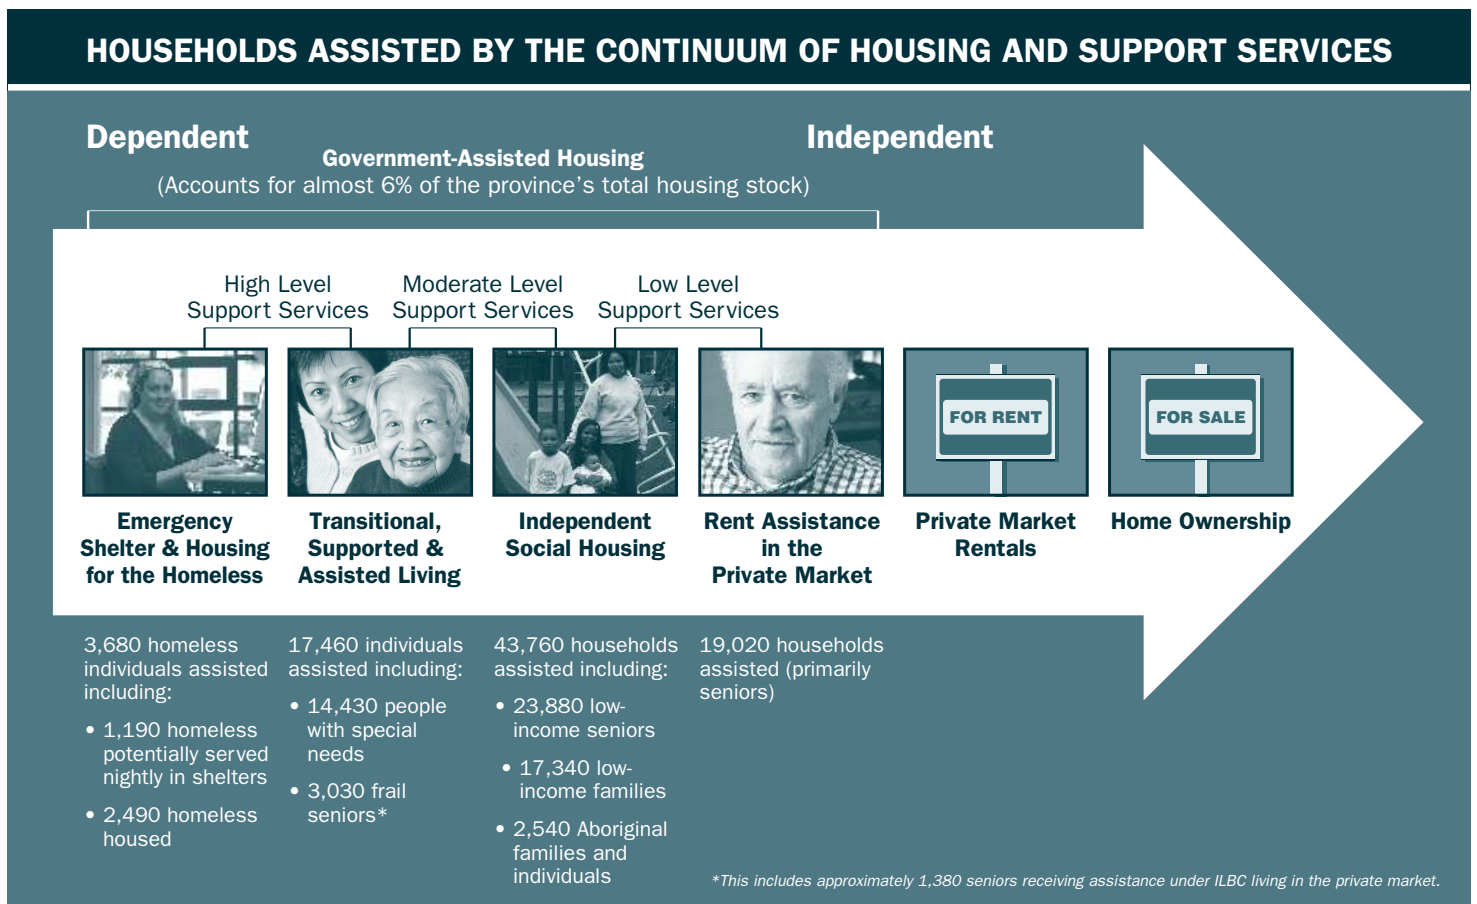 HOUSEHOLDS ASSISTED BY THE CONTINUUM OF HOUSING AND SUPPORT SERVICES
Dependent
Independent
Government-Assisted Housing
(Accounts for almost 6% of the province’s total housing stock)
High Level
Support Services
Moderate Level
Support Services
Low Level
Support Services
FOR RENT
FOR SALE
Emergency
Shelter & Housing
for the Homeless
Transitional,
Supported &
Assisted Living
Independent
Social Housing
Rent Assistance
in the
Private Market
Private Market
Rentals
Home Ownership
3,680 homeless
individuals assisted
including:
• 1,190 homeless
potentially served
nightly in shelters
• 2,490 homeless
housed
17,460 individuals
assisted including:
• 14,430 people
with special
needs
• 3,030 frail
seniors*
43,760 households
assisted including:
• 23,880 low-
income seniors
• 17,340 low-
income families
• 2,540 Aboriginal
families and
individuals
19,020 households
assisted (primarily
seniors)
*This includes approximately 1,380 seniors receiving assistance under ILBC living in the private market.